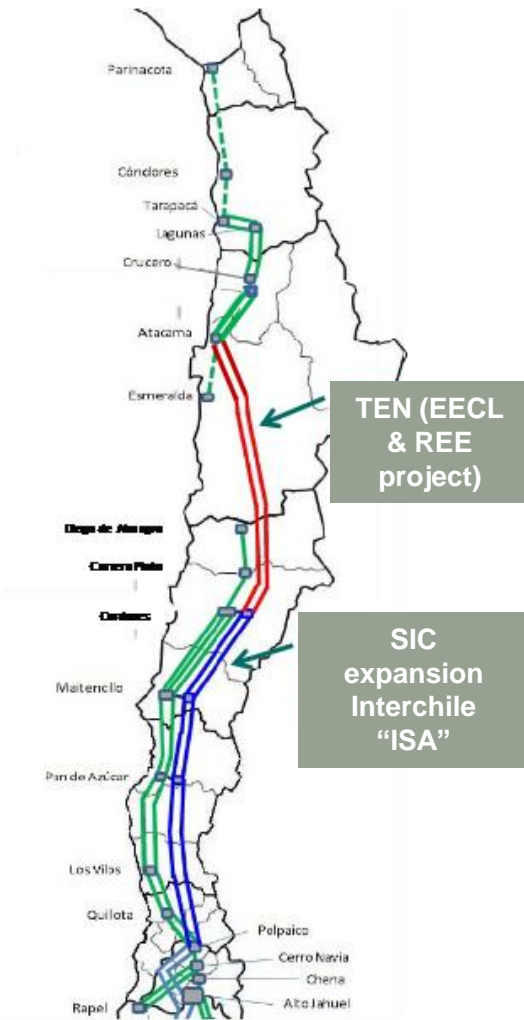 Parinacota
Cóndores
Tarapacá
Lagunas
Crucero
Atacama
Esmeralda
TEN (EECL
& REE
project)
Diego de Almagro
Carrera Pinto
Cardones
SIC
expansion
Interchile
“ISA”
Maitencillo
Pan de Azúcar
Los Vilos
Quillota
Polpaico
Cerro Navia
Chena
Alto Jahuel
Rapel